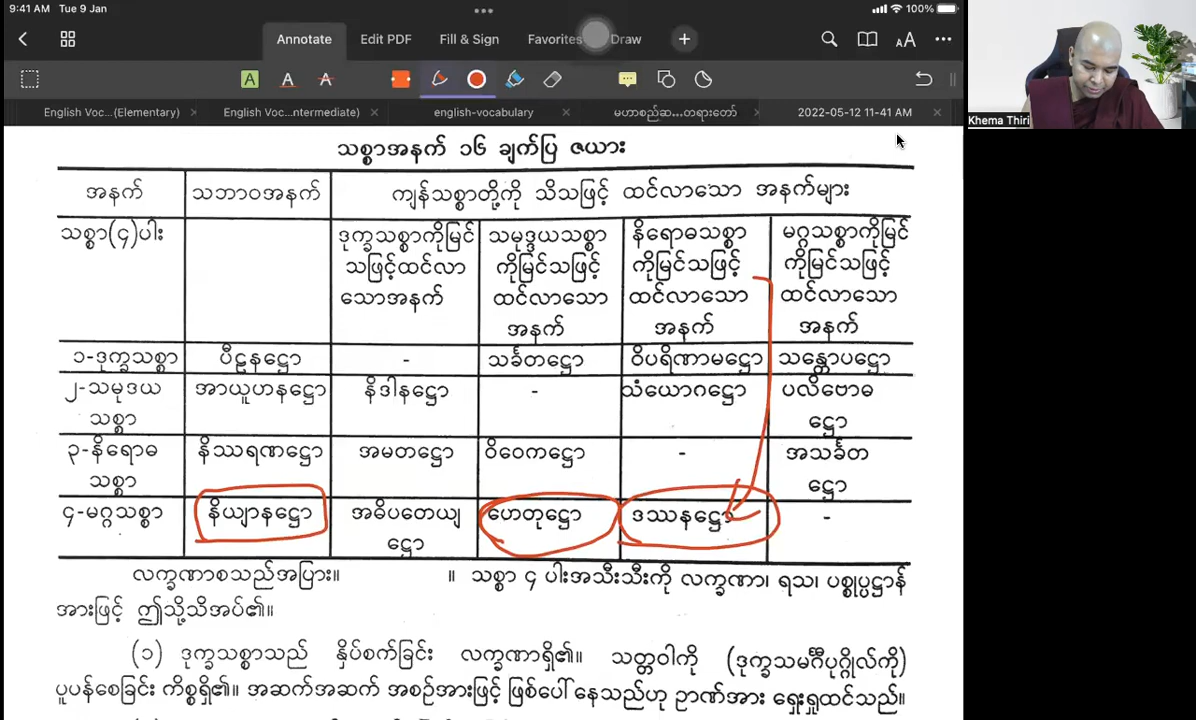 9:41 AM Tue 9 Jan
100%
Annotate Edit PDF Fill & Sign Favorites Draw
AA
A A A
English Voc...(Elementary) English Voc...ntermediate) english-vocabulary မဟာစည်ဆ...တရားတော် 2022-05-12 11-41 AM
Khema Thiri
သစ္စာအနက် ၁၆ ချက်ပြ ဇယား
အနက် သဘာဝအနက် ကျန်သစ္စာတို့ကို သိသဖြင့် ထင်လာသော အနက်များ
သစ္စာ(၄)ပါး ဒုက္ခသစ္စာကိုမြင် သမုဒ္ဒယသစ္စာ နိရောဓသစ္စာ မဂ္ဂသစ္စာကိုမြင်
သဖြင့်ထင်လာ ကိုမြင်သဖြင့် ကိုမြင်သဖြင့် ကိုမြင်သဖြင့်
သောအနက် ထင်လာသော ထင်လာသော ထင်လာသော
အနက် အနက် အနက်
၁-ဒုက္ခသစ္စာ ပီဠနဋ္ဌော - သင်္ခတဋ္ဌော ဝိပရိဏာမဋ္ဌော သန္တောပဋ္ဌော
၂-သမုဒယ အာယူဟနဋ္ဌော နိဒါနဋ္ဌော - သံယောဂဋ္ဌော ပလိဗောဓ
သစ္စာ ဋ္ဌော
၃-နိရောဓ နိဿရဏဋ္ဌော အမတဋ္ဌော ဝိဝေကဋ္ဌော - အသင်္ခတ
သစ္စာ ဋ္ဌော
၄-မဂ္ဂသစ္စာ နိယျာနဋ္ဌော အဓိပတေယျ ဟေတုဋ္ဌော ဒဿနဋ္ဌော -
ဋ္ဌော
လက္ခဏာစသည်အပြား။ ။ သစ္စာ ၄ ပါးအသီးသီးကို လက္ခဏာ၊ ရသ၊ ပစ္စုပ္ပဋ္ဌာန်
အားဖြင့် ဤသို့သိအပ်၏။
(၁) ဒုက္ခသစ္စာသည် နှိပ်စက်ခြင်း လက္ခဏာရှိ၏။ သတ္တဝါကို (ဒုက္ခသမင်္ဂီပုဂ္ဂိုလ်ကို)
ပူပန်စေခြင်း ကိစ္စရှိ၏။ အဆက်အဆက် အစဉ်အားဖြင့် ဖြစ်ပေါ်နေသည်ဟု ဉာဏ်အား ရှေးရှုထင်သည်။